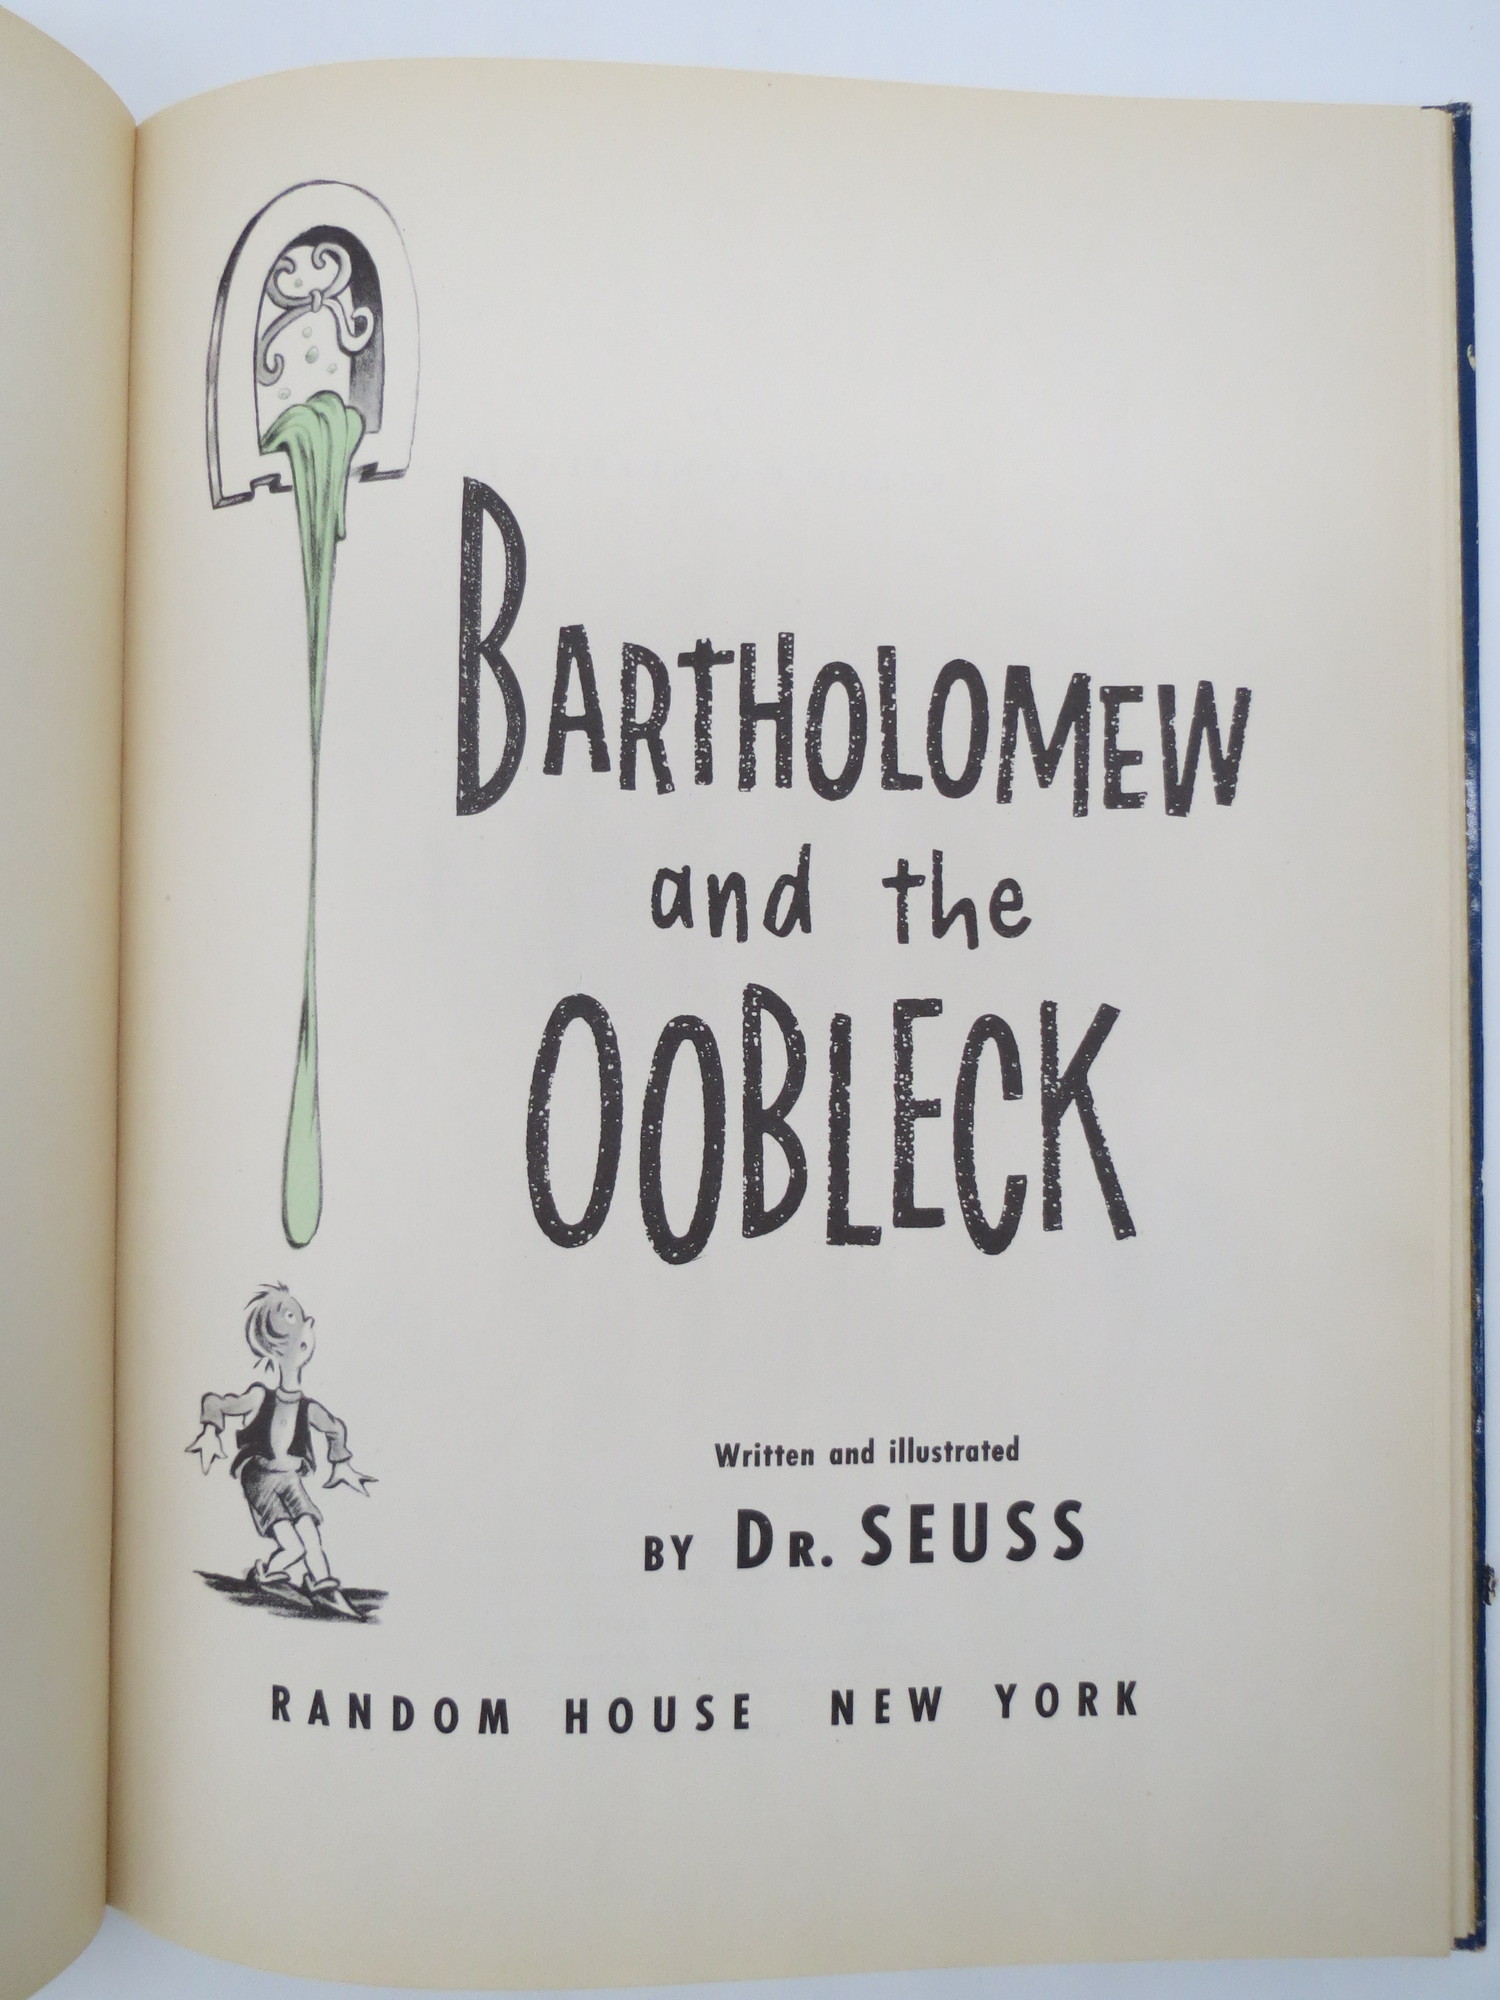 BARTHOLOMEW
and the
OOBLECK
Written and illustrated
BY DR. SEUSS
RANDOM HOUSE NEW YORK